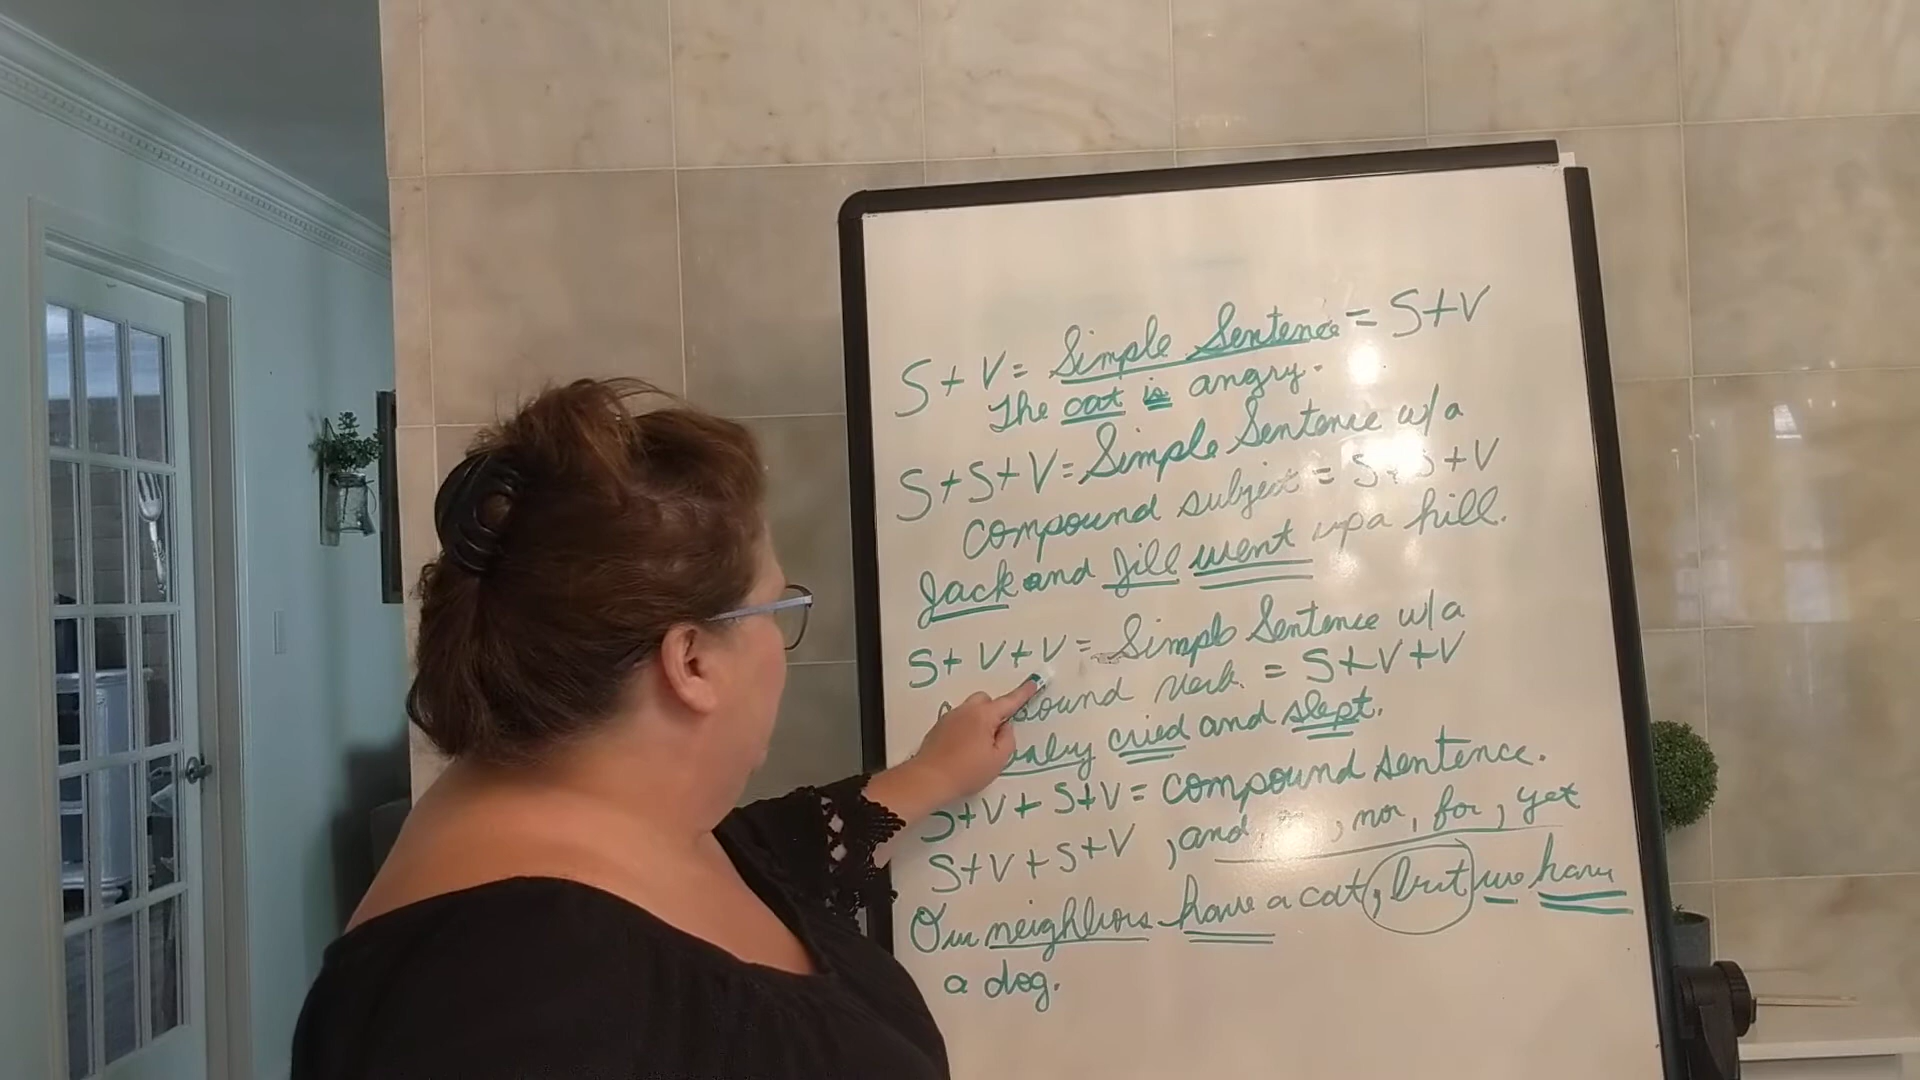 S + V = Simple Sentence = S+V
The cat is angry.
S+S+V = Simple Sentence w/a
compound subject = S+S+V
Jack and Jill went up a hill.
S+ V+V = Simple Sentence w/a
verb. = S+V+V
baby cried and slept.
S+V + S+V = compound sentence.
S+V + S+V , and, , nor, for, yet
Our neighbors have a cat, but we have
a dog.